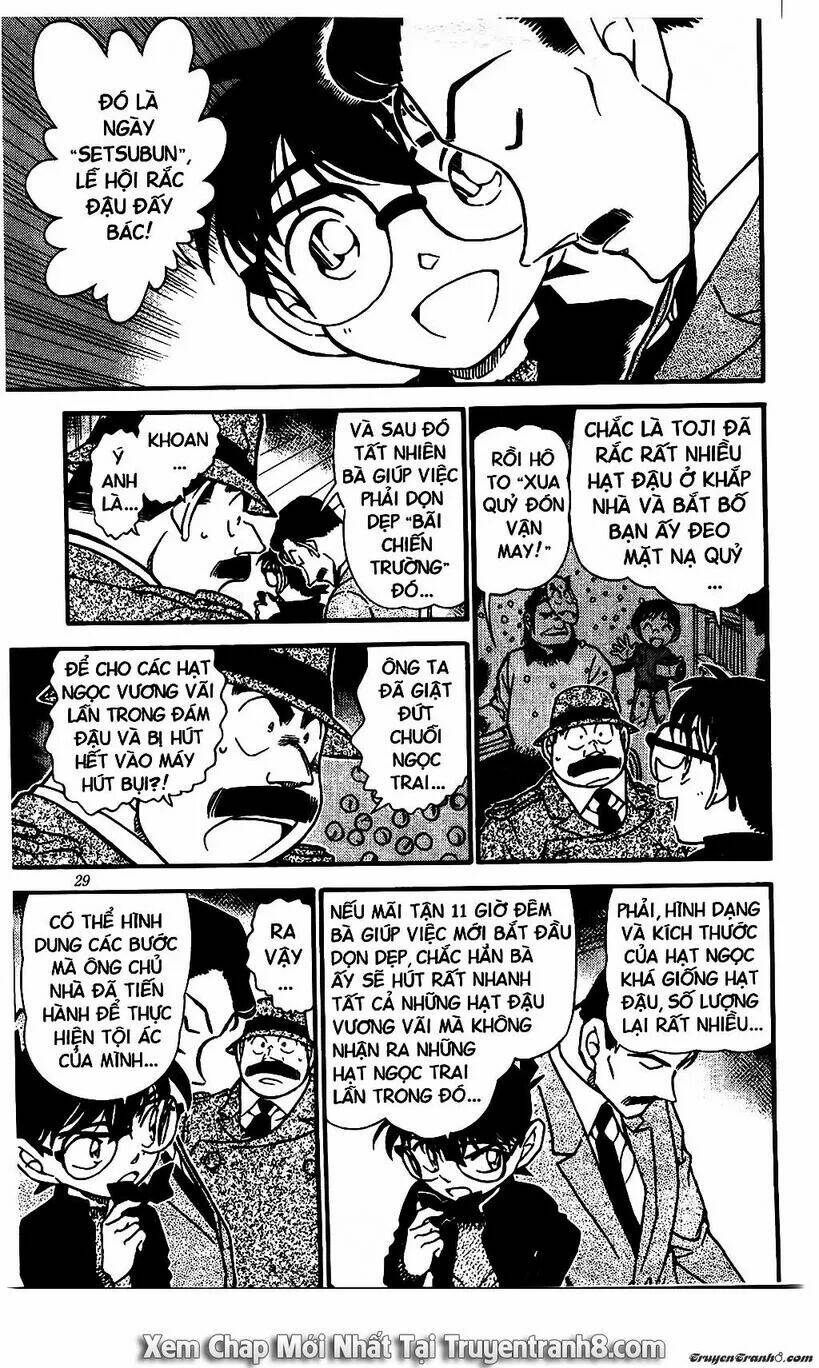 ĐÓ LÀ
NGÀY
"SETSUBUN",
LỄ HỘI RẮC
ĐẬU ĐẤY
BÁC!
CHẮC LÀ TOJI ĐÃ
RẮC RẤT NHIỀU
HẠT ĐẬU Ở KHẮP
NHÀ VÀ BẮT BỐ
BẠN ẤY ĐEO
MẶT NẠ QUỶ
...
RỒI HÔ
TO "XUA
QUỶ ĐÓN
VẬN
MAY!"
VÀ SAU ĐÓ
TẤT NHIÊN
BÀ GIÚP VIỆC
PHẢI DỌN
DẸP "BÃI
CHIẾN
TRƯỜNG"
ĐÓ...
KHOAN
...
Ý
ANH
LÀ...
ÔNG TA
ĐÃ GIẬT
ĐỨT
CHUỖI
NGỌC
TRAI...
ĐỂ CHO CÁC HẠT
NGỌC VƯƠNG VÃI
LẪN TRONG ĐÁM
ĐẬU VÀ BỊ HÚT
HẾT VÀO MÁY
HÚT BỤI?!
29
PHẢI, HÌNH DẠNG
VÀ KÍCH THƯỚC
CỦA HẠT NGỌC
KHÁ GIỐNG HẠT
ĐẬU, SỐ LƯỢNG
LẠI RẤT NHIỀU...
NẾU MÃI TẬN 11 GIỜ ĐÊM
BÀ GIÚP VIỆC MỚI BẮT ĐẦU
DỌN DẸP, CHẮC HẲN BÀ
ẤY SẼ HÚT RẤT NHANH
TẤT CẢ NHỮNG HẠT ĐẬU
VƯƠNG VÃI MÀ KHÔNG
NHẬN RA NHỮNG
HẠT NGỌC TRAI
LẪN TRONG ĐÓ...
RA
VẬY
...
CÓ THỂ HÌNH
DUNG CÁC BƯỚC
MÀ ÔNG CHỦ
NHÀ ĐÃ TIẾN
HÀNH ĐỂ THỰC
HIỆN TỘI ÁC
CỦA MÌNH...
Xem Chap Mới Nhất Tại Truyentranh8.com
TruyenTranh8.com